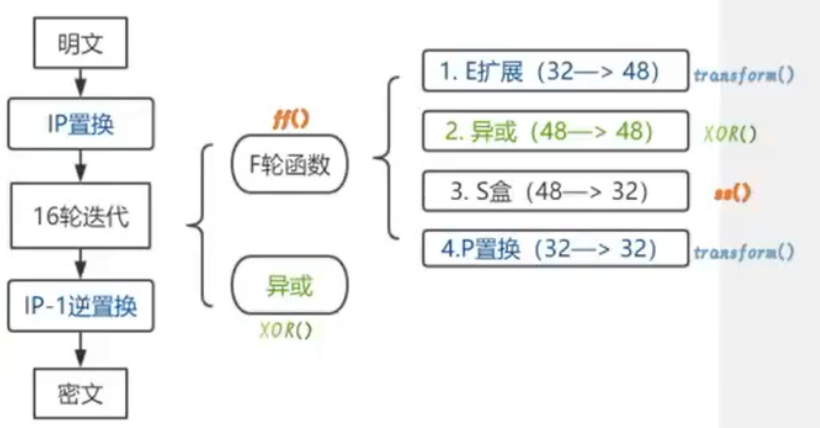 明文
IP置换
16轮迭代
IP-1逆置换
密文
ff()
F轮函数
异或
XOR()
1. E扩展（32—> 48） transform()
2. 异或（48—> 48） XOR()
3. S盒（48—> 32） ss()
4.P置换（32—> 32） transform()